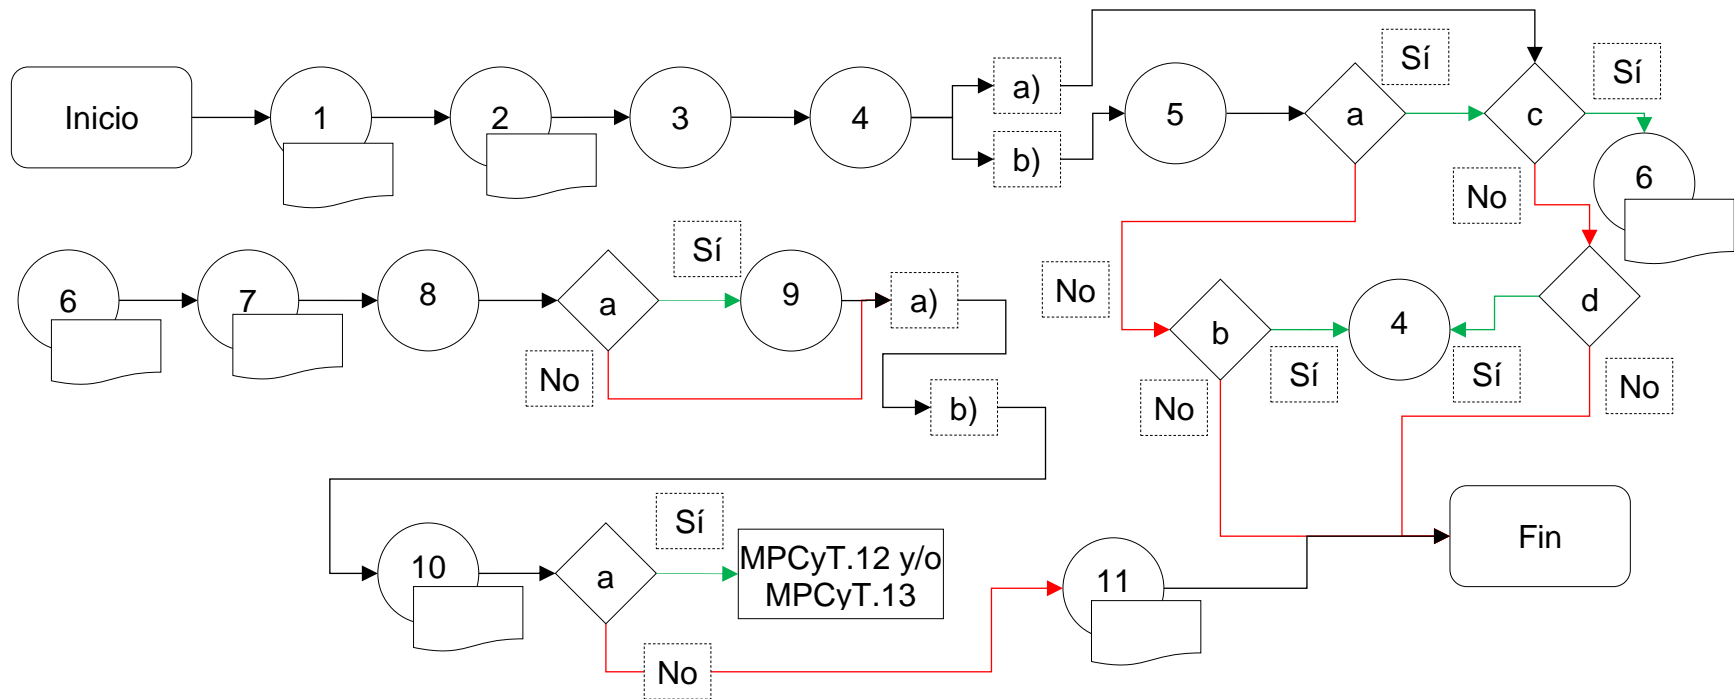 Inicio
1
2
3
4
a)
b)
5
a
Sí
c
Sí
6
No
No
b
Sí
4
Sí
d
No
No
6
7
8
a
Sí
9
No
a)
b)
10
a
Sí
MPCyT.12 y/o
MPCyT.13
No
11
Fin